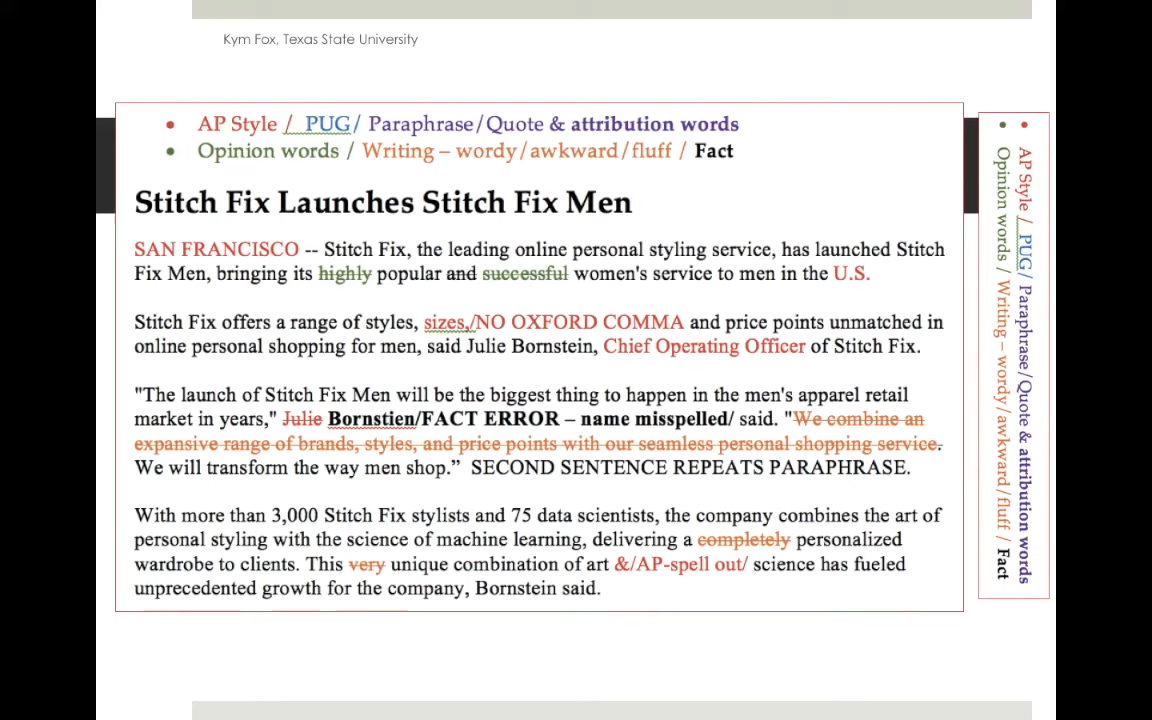 Kym Fox, Texas State University
• AP Style / PUG/ Paraphrase/Quote & attribution words
• Opinion words / Writing – wordy/awkward/fluff / Fact
Stitch Fix Launches Stitch Fix Men
SAN FRANCISCO -- Stitch Fix, the leading online personal styling service, has launched Stitch
Fix Men, bringing its highly popular and successful women's service to men in the U.S.
Stitch Fix offers a range of styles, sizes,/NO OXFORD COMMA and price points unmatched in
online personal shopping for men, said Julie Bornstein, Chief Operating Officer of Stitch Fix.
"The launch of Stitch Fix Men will be the biggest thing to happen in the men's apparel retail
market in years," Julie Bornstien/FACT ERROR – name misspelled/ said. "We combine an
expansive range of brands, styles, and price points with our seamless personal shopping service.
We will transform the way men shop.” SECOND SENTENCE REPEATS PARAPHRASE.
With more than 3,000 Stitch Fix stylists and 75 data scientists, the company combines the art of
personal styling with the science of machine learning, delivering a completely personalized
wardrobe to clients. This very unique combination of art &/AP-spell out/ science has fueled
unprecedented growth for the company, Bornstein said.
• AP Style / PUG/ Paraphrase/Quote & attribution words
• Opinion words / Writing – wordy/awkward/fluff / Fact